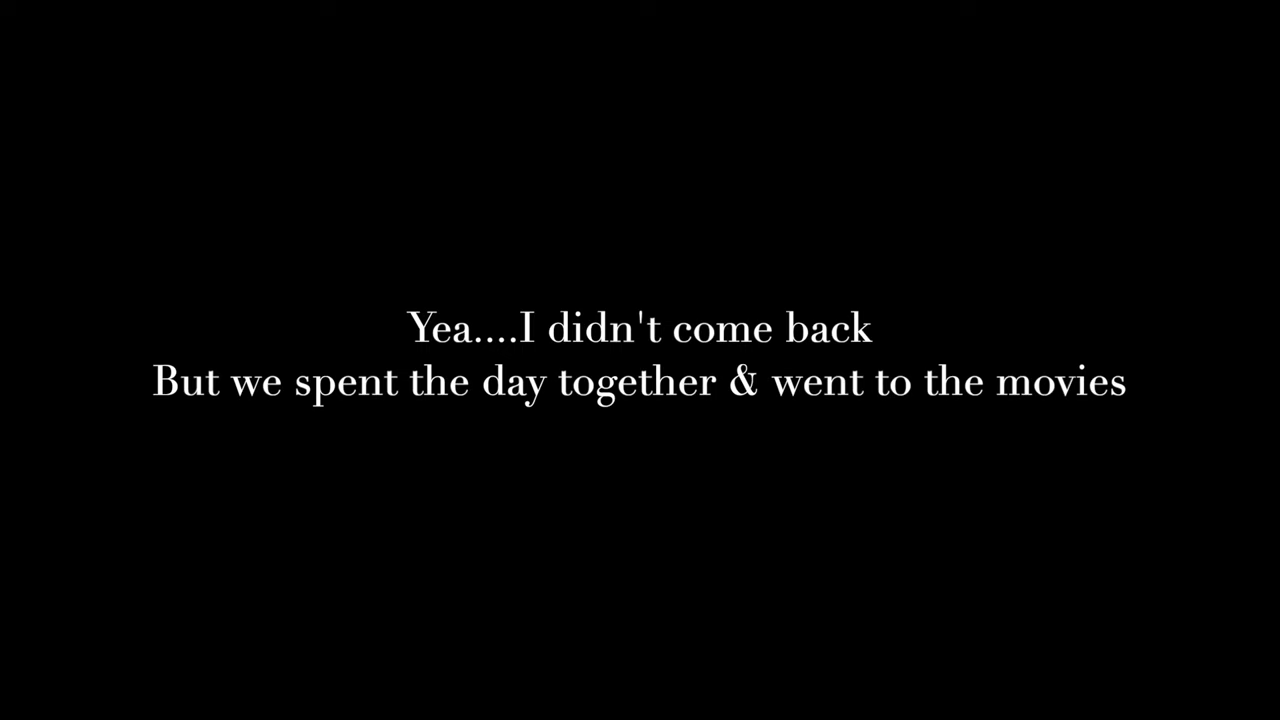 Yea....I didn't come back
But we spent the day together & went to the movies